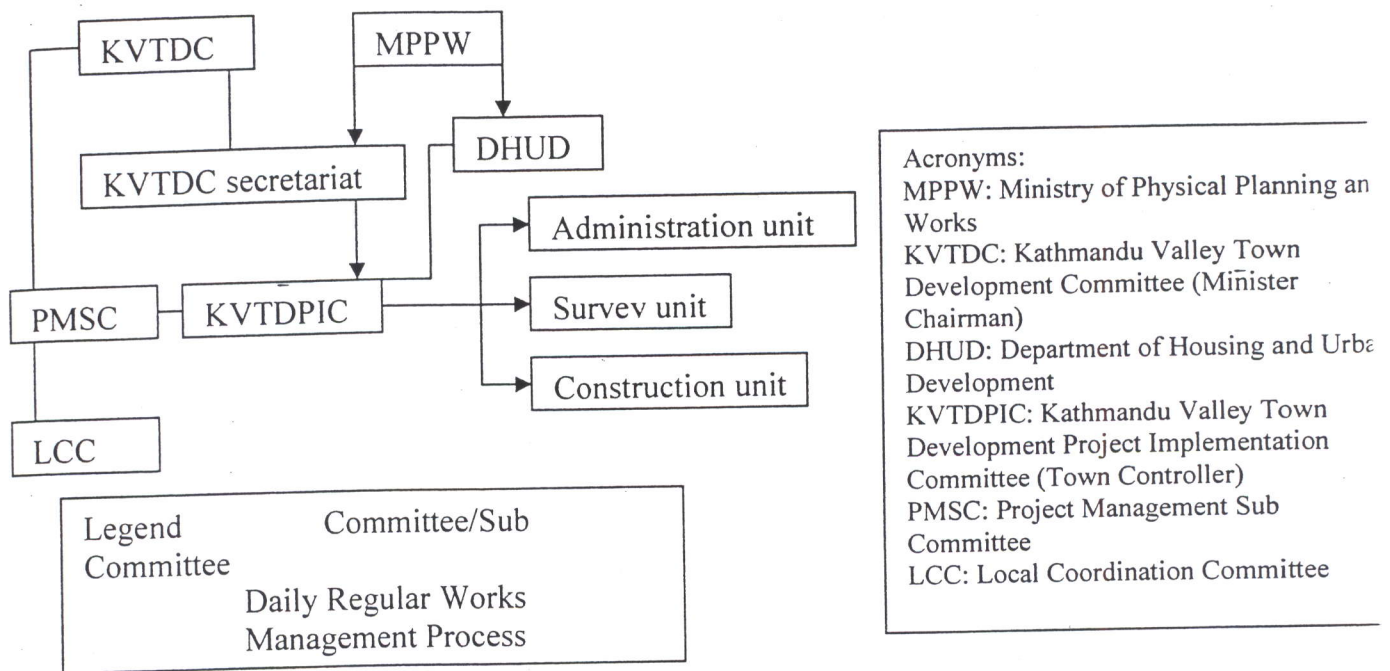 KVTDC
MPPW
DHUD
KVTDC secretariat
Administration unit
PMSC
KVTDPIC
Survev unit
Construction unit
LCC
Legend Committee/Sub
Committee
Daily Regular Works
Management Process
Acronyms:
MPPW: Ministry of Physical Planning an
Works
KVTDC: Kathmandu Valley Town
Development Committee (Minister
Chairman)
DHUD: Department of Housing and Urba
Development
KVTDPIC: Kathmandu Valley Town
Development Project Implementation
Committee (Town Controller)
PMSC: Project Management Sub
Committee
LCC: Local Coordination Committee